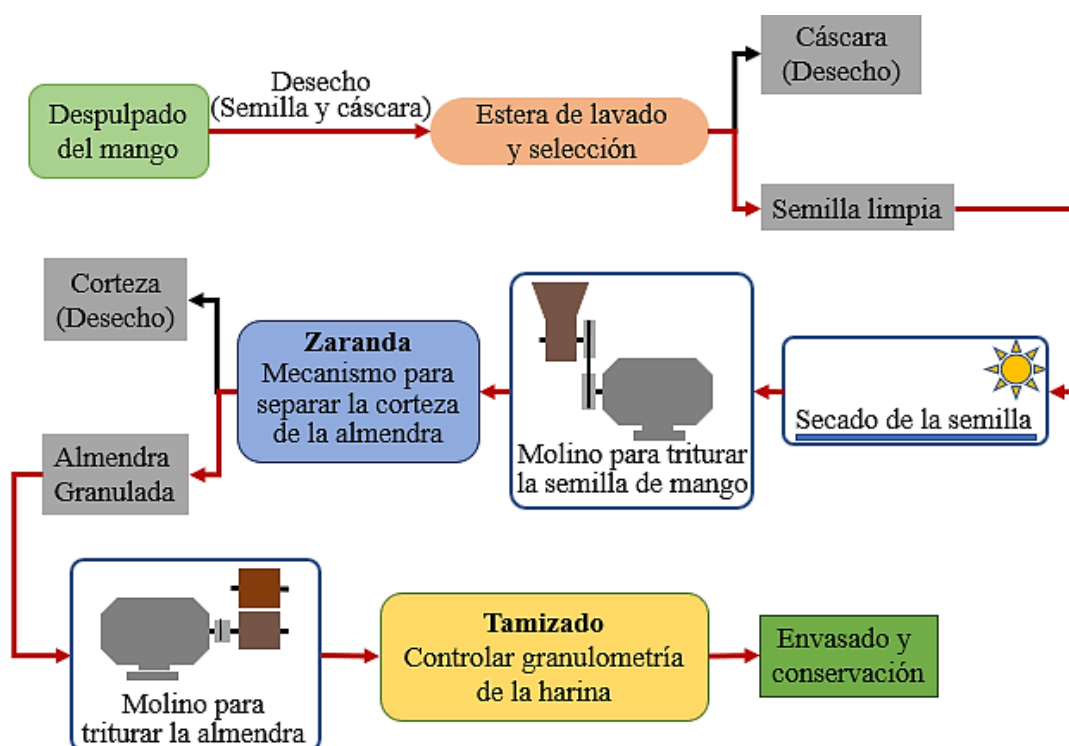 Despulpado
del mango
Desecho
(Semilla y cáscara)
Estera de lavado
y selección
Cáscara
(Desecho)
Semilla limpia
Secado de la semilla
Molino para triturar
la semilla de mango
Zaranda
Mecanismo para
separar la corteza
de la almendra
Corteza
(Desecho)
Almendra
Granulada
Molino para
triturar la almendra
Tamizado
Controlar granulometría
de la harina
Envasado y
conservación